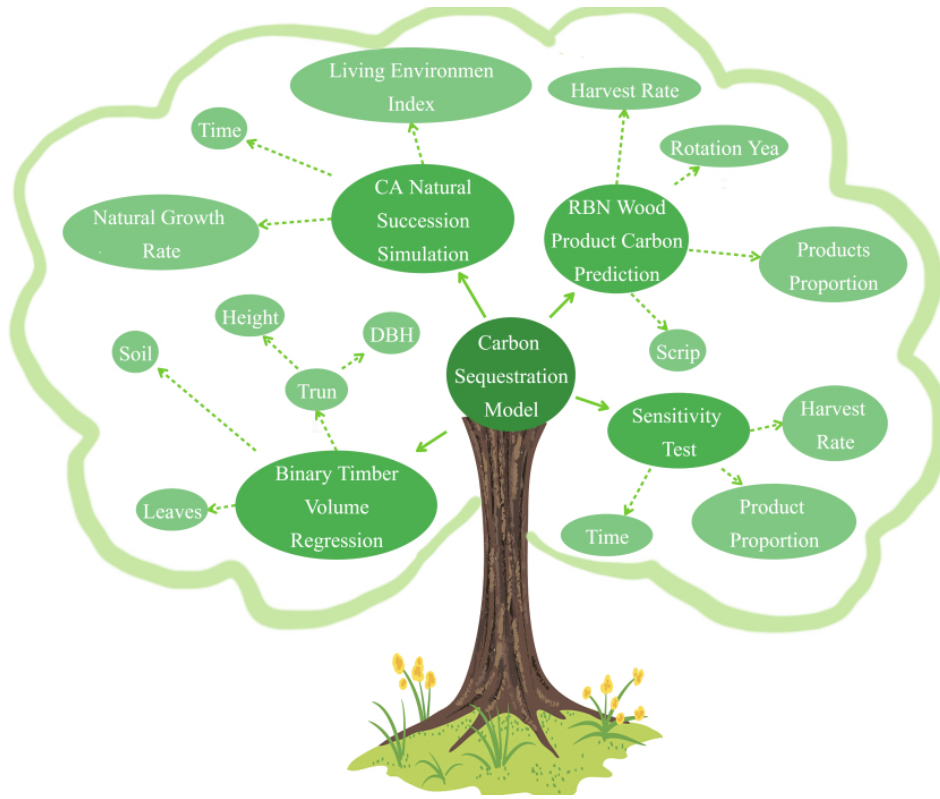 Living Environmen
Index
Harvest Rate
Time
Rotation Yea
CA Natural
Succession
Simulation
RBN Wood
Product Carbon
Prediction
Natural Growth
Rate
Products
Proportion
Height
DBH
Soil
Carbon
Sequestration
Model
Scrip
Trun
Harvest
Rate
Sensitivity
Test
Binary Timber
Volume
Regression
Leaves
Time
Product
Proportion